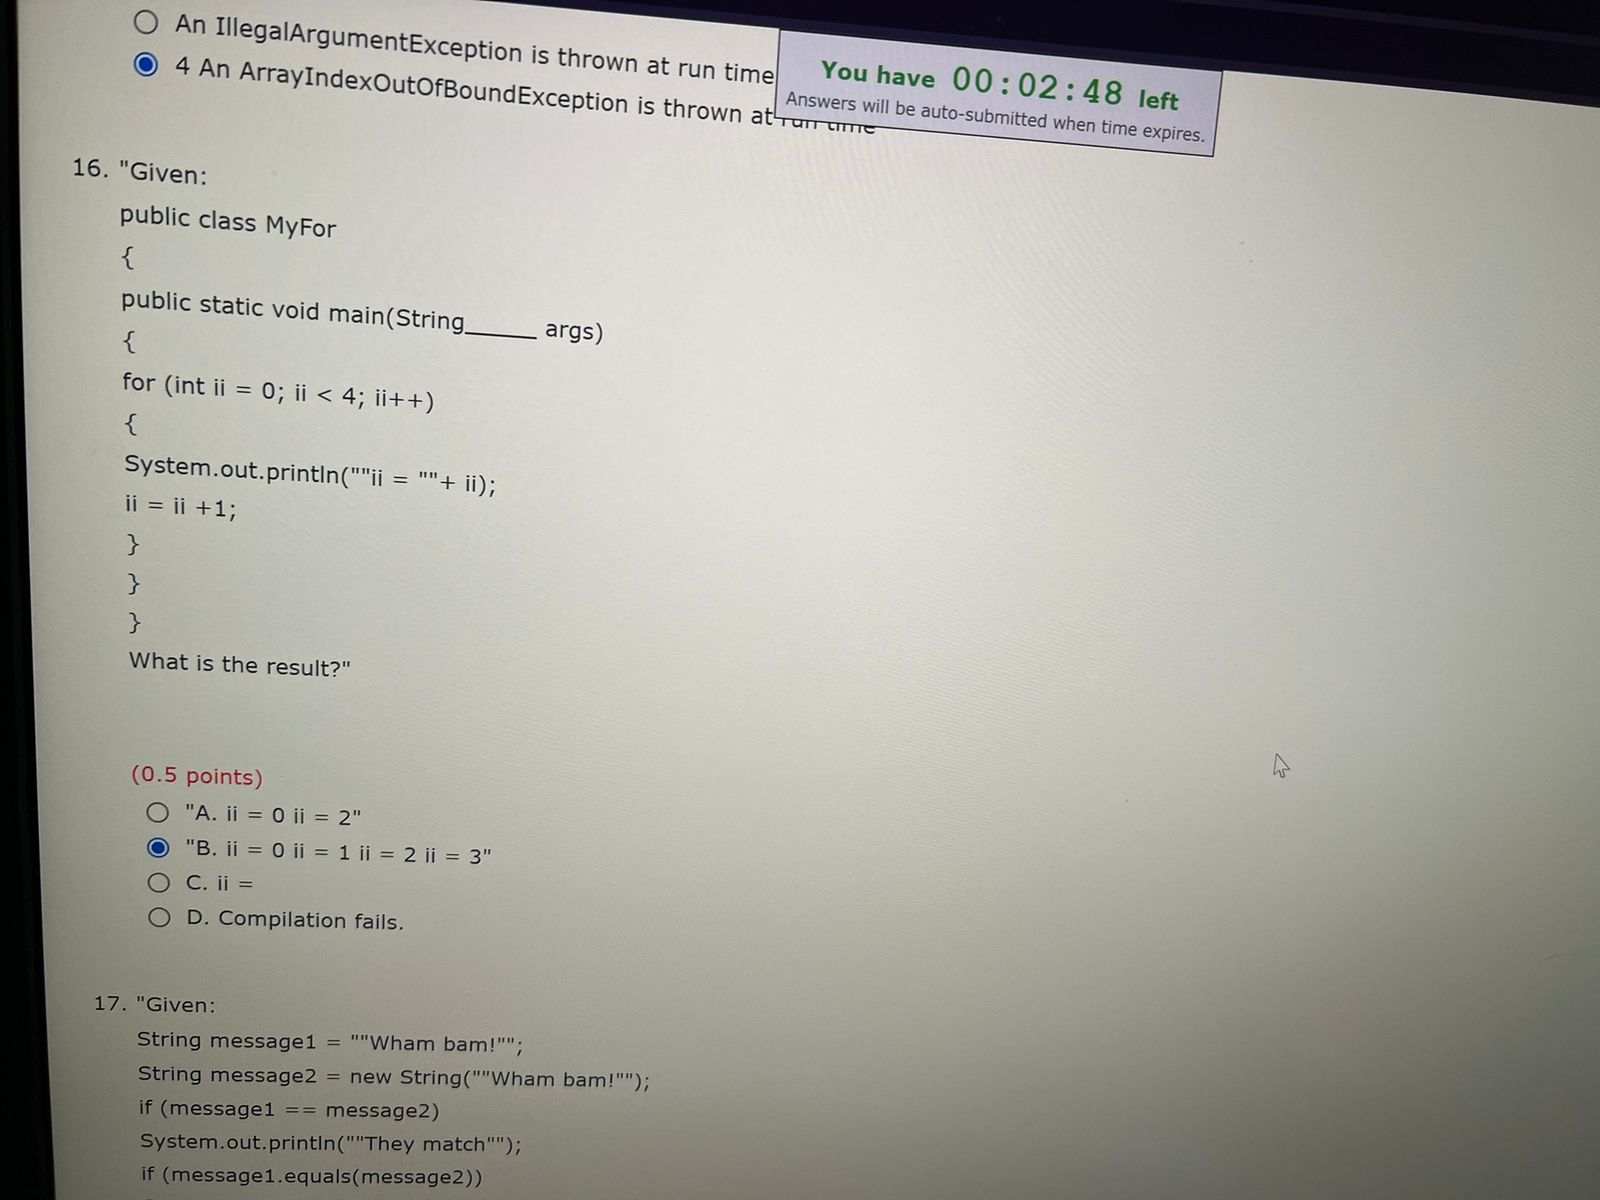 An IllegalArgumentException is thrown at run time
4 An ArrayIndexOutOfBoundException is thrown at run time
You have 00:02:48 left
Answers will be auto-submitted when time expires.
16. "Given:
public class MyFor
{
public static void main(String______ args)
{
for (int ii = 0; ii < 4; ii++)
{
System.out.println(""ii = ""+ ii);
ii = ii +1;
}
}
}
What is the result?"
(0.5 points)
"A. ii = 0 ii = 2"
"B. ii = 0 ii = 1 ii = 2 ii = 3"
C. ii =
D. Compilation fails.
17. "Given:
String message1 = ""Wham bam!"";
String message2 = new String(""Wham bam!"");
if (message1 == message2)
System.out.println(""They match"");
if (message1.equals(message2))